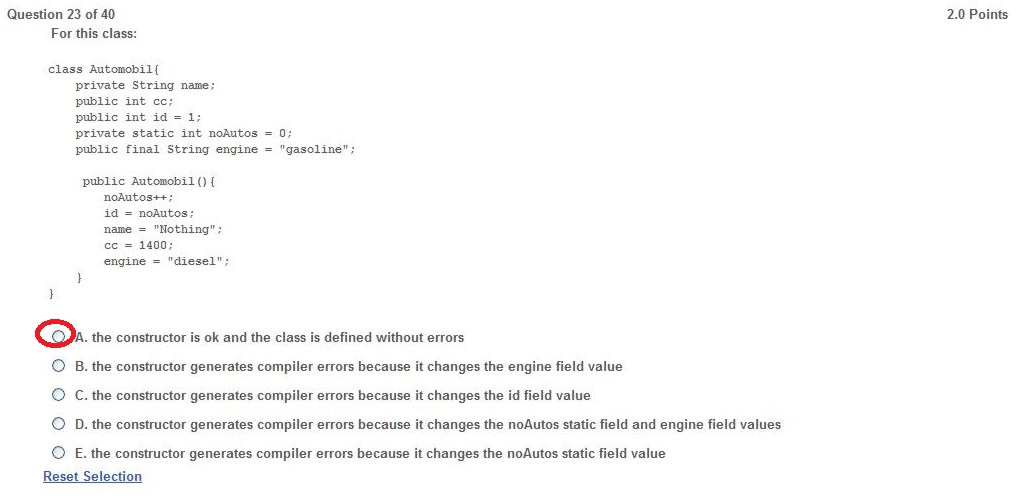 Question 23 of 40 2.0 Points
For this class:
class Automobil{
private String name;
public int cc;
public int id = 1;
private static int noAutos = 0;
public final String engine = "gasoline";
public Automobil(){
noAutos++;
id = noAutos;
name = "Nothing";
cc = 1400;
engine = "diesel";
}
}
A. the constructor is ok and the class is defined without errors
B. the constructor generates compiler errors because it changes the engine field value
C. the constructor generates compiler errors because it changes the id field value
D. the constructor generates compiler errors because it changes the noAutos static field and engine field values
E. the constructor generates compiler errors because it changes the noAutos static field value
Reset Selection